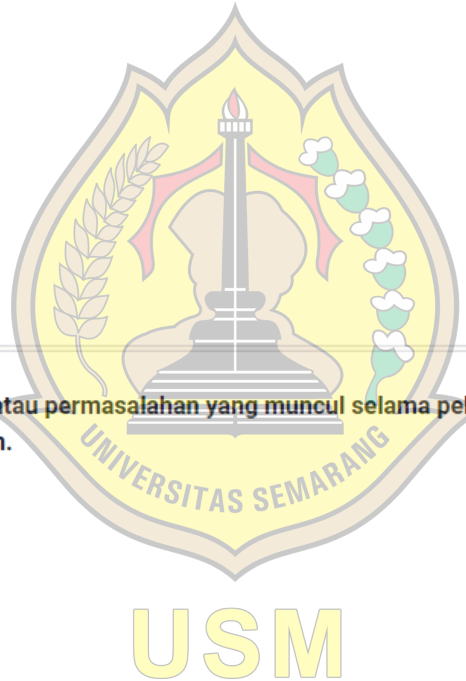 atau permasalahan yang muncul selama pel
n.
UNIVERSITAS SEMARANG
USM